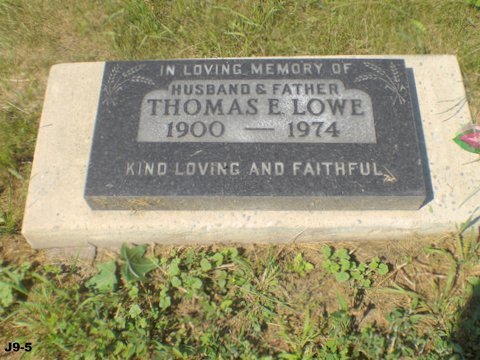 IN LOVING MEMORY OF
HUSBAND & FATHER
THOMAS E. LOWE
1900 — 1974
KIND LOVING AND FAITHFUL
J9-5